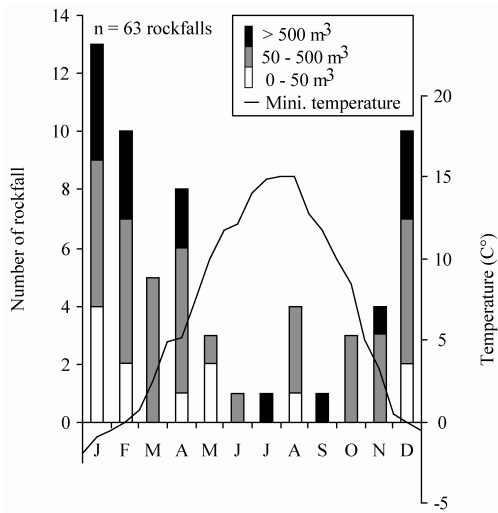 n = 63 rockfalls
> 500 m³
50 - 500 m³
0 - 50 m³
Mini. temperature
Number of rockfall
14
12
10
8
6
4
2
0
J F M A M J J A S O N D
20
15
10
5
0
-5
Temperature (C°)